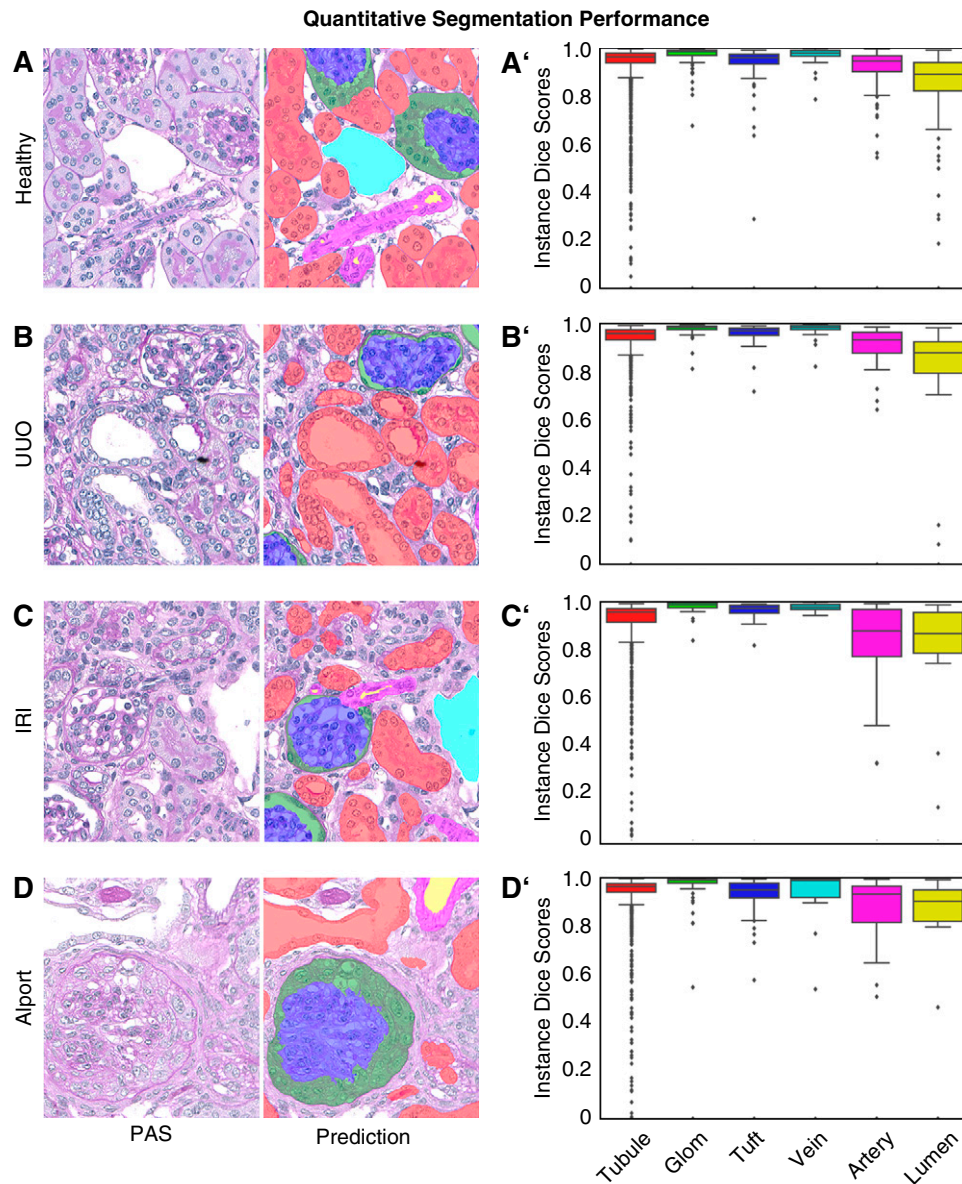 Quantitative Segmentation Performance
A
Healthy
A‘
Instance Dice Scores
1.0
0.8
0.6
0.4
0.2
0
B
UUO
B‘
Instance Dice Scores
1.0
0.8
0.6
0.4
0.2
0
C
IRI
C‘
Instance Dice Scores
1.0
0.8
0.6
0.4
0.2
0
D
Alport
D‘
Instance Dice Scores
1.0
0.8
0.6
0.4
0.2
0
PAS
Prediction
Tubule
Glom
Tuft
Vein
Artery
Lumen